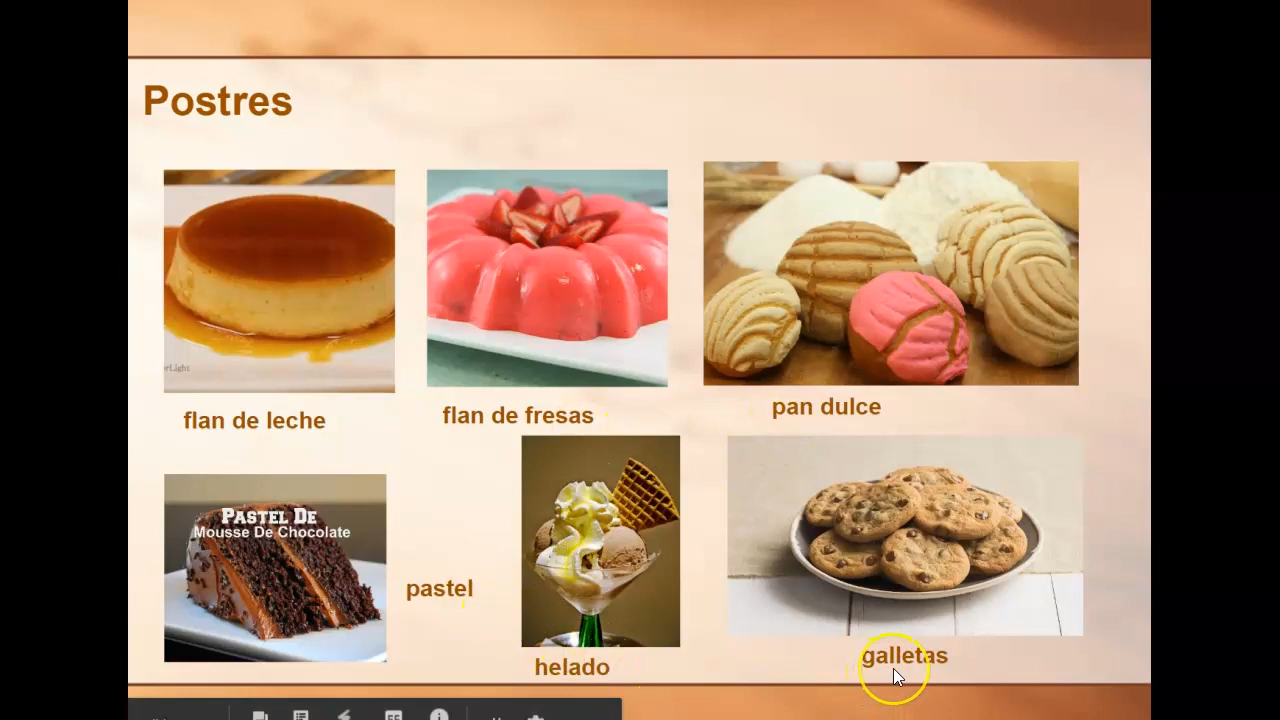 Postres
flan de leche
flan de fresas
pan dulce
PASTEL DE
Mousse De Chocolate
pastel
helado
galletas